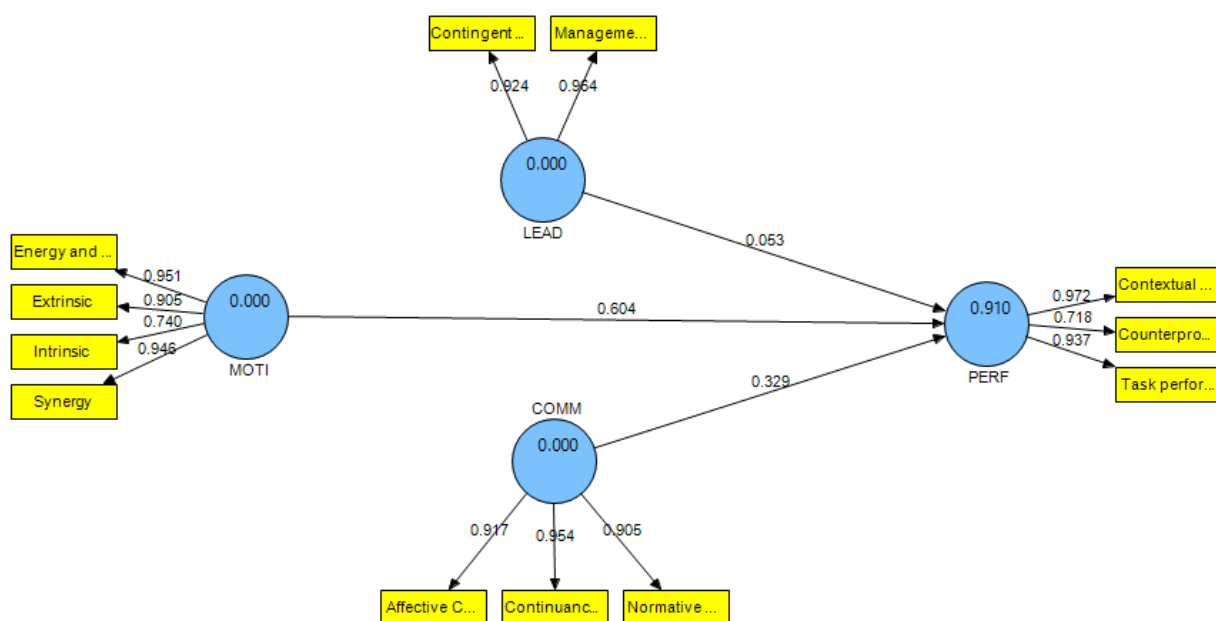 Contingent ...
Manageme...
0.924
0.964
0.000
LEAD
0.053
Energy and ...
0.951
Extrinsic
0.905
Intrinsic
0.740
Synergy
0.946
0.000
MOTI
0.604
0.910
PERF
Contextual ...
0.972
Counterpro...
0.718
Task perfor...
0.937
0.329
COMM
0.000
0.917
0.954
0.905
Affective C...
Continuanc...
Normative ...